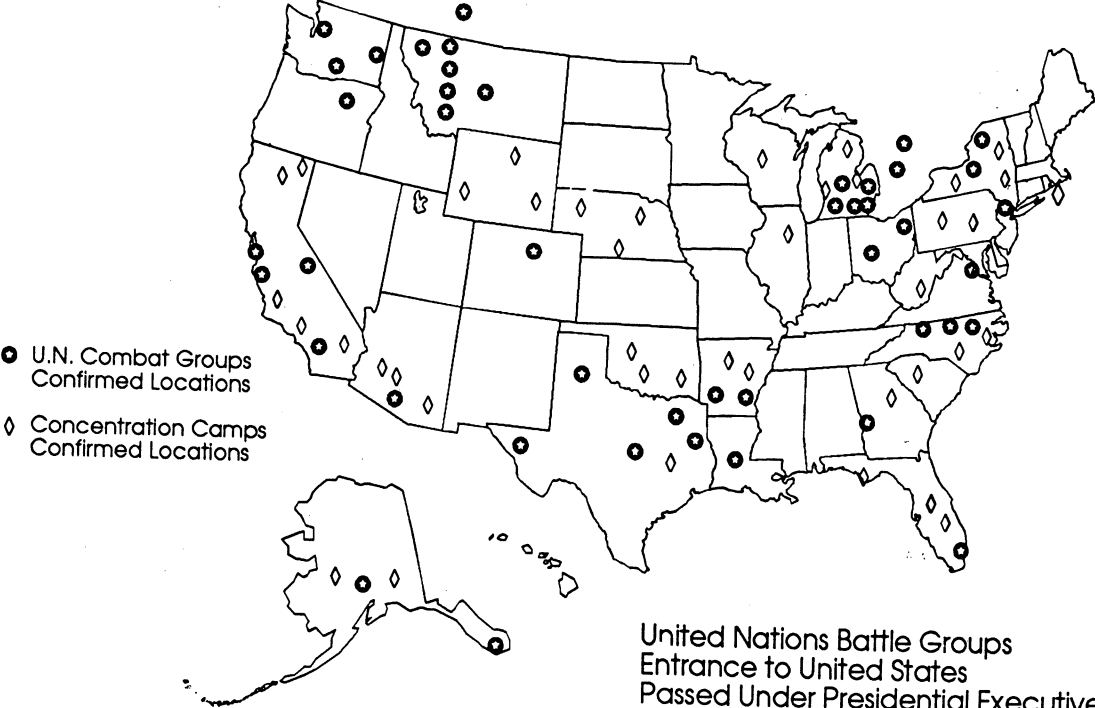 U.N. Combat Groups
Confirmed Locations
Concentration Camps
Confirmed Locations
United Nations Battle Groups
Entrance to United States
Passed Under Presidential Executive